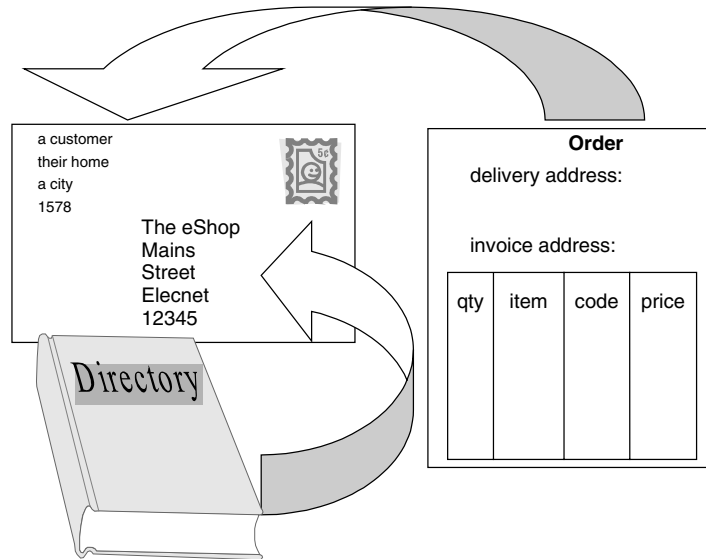 a customer
their home
a city
1578
5¢
The eShop
Mains
Street
Elecnet
12345
Directory
Order
delivery address:
invoice address:
qty item code price